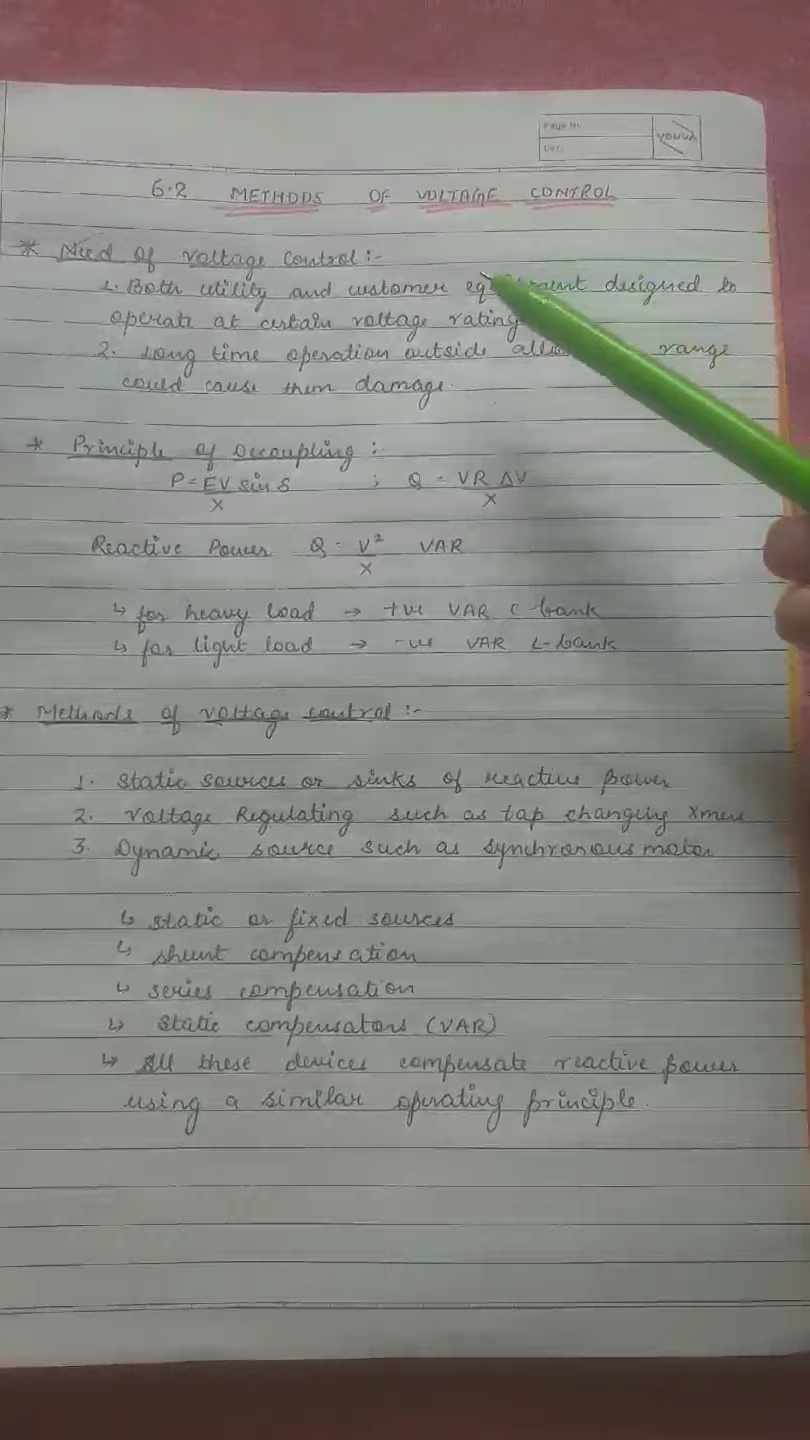 Page No.
Date
YOUVA
6.2 METHODS OF VOLTAGE CONTROL
* Need of voltage control :-
1. Both utility and customer designed to
operate at certain voltage rating
2. Long time operation outside range
could cause them damage.
* Principle of Decoupling :
P = EV sin δ / X ; Q = VR ΔV / X
Reactive Power Q = V² / X VAR
↳ for heavy load → +ve VAR C-bank
↳ for light load → -ve VAR L-bank
* Methods of voltage control :-
1. static sources or sinks of reactive power
2. voltage Regulating such as tap changing Xmer
3. Dynamic source such as synchronous motor
↳ static or fixed sources
↳ shunt compensation
↳ series compensation
↳ static compensators (VAR)
↳ All these devices compensate reactive power
using a similar operating principle.